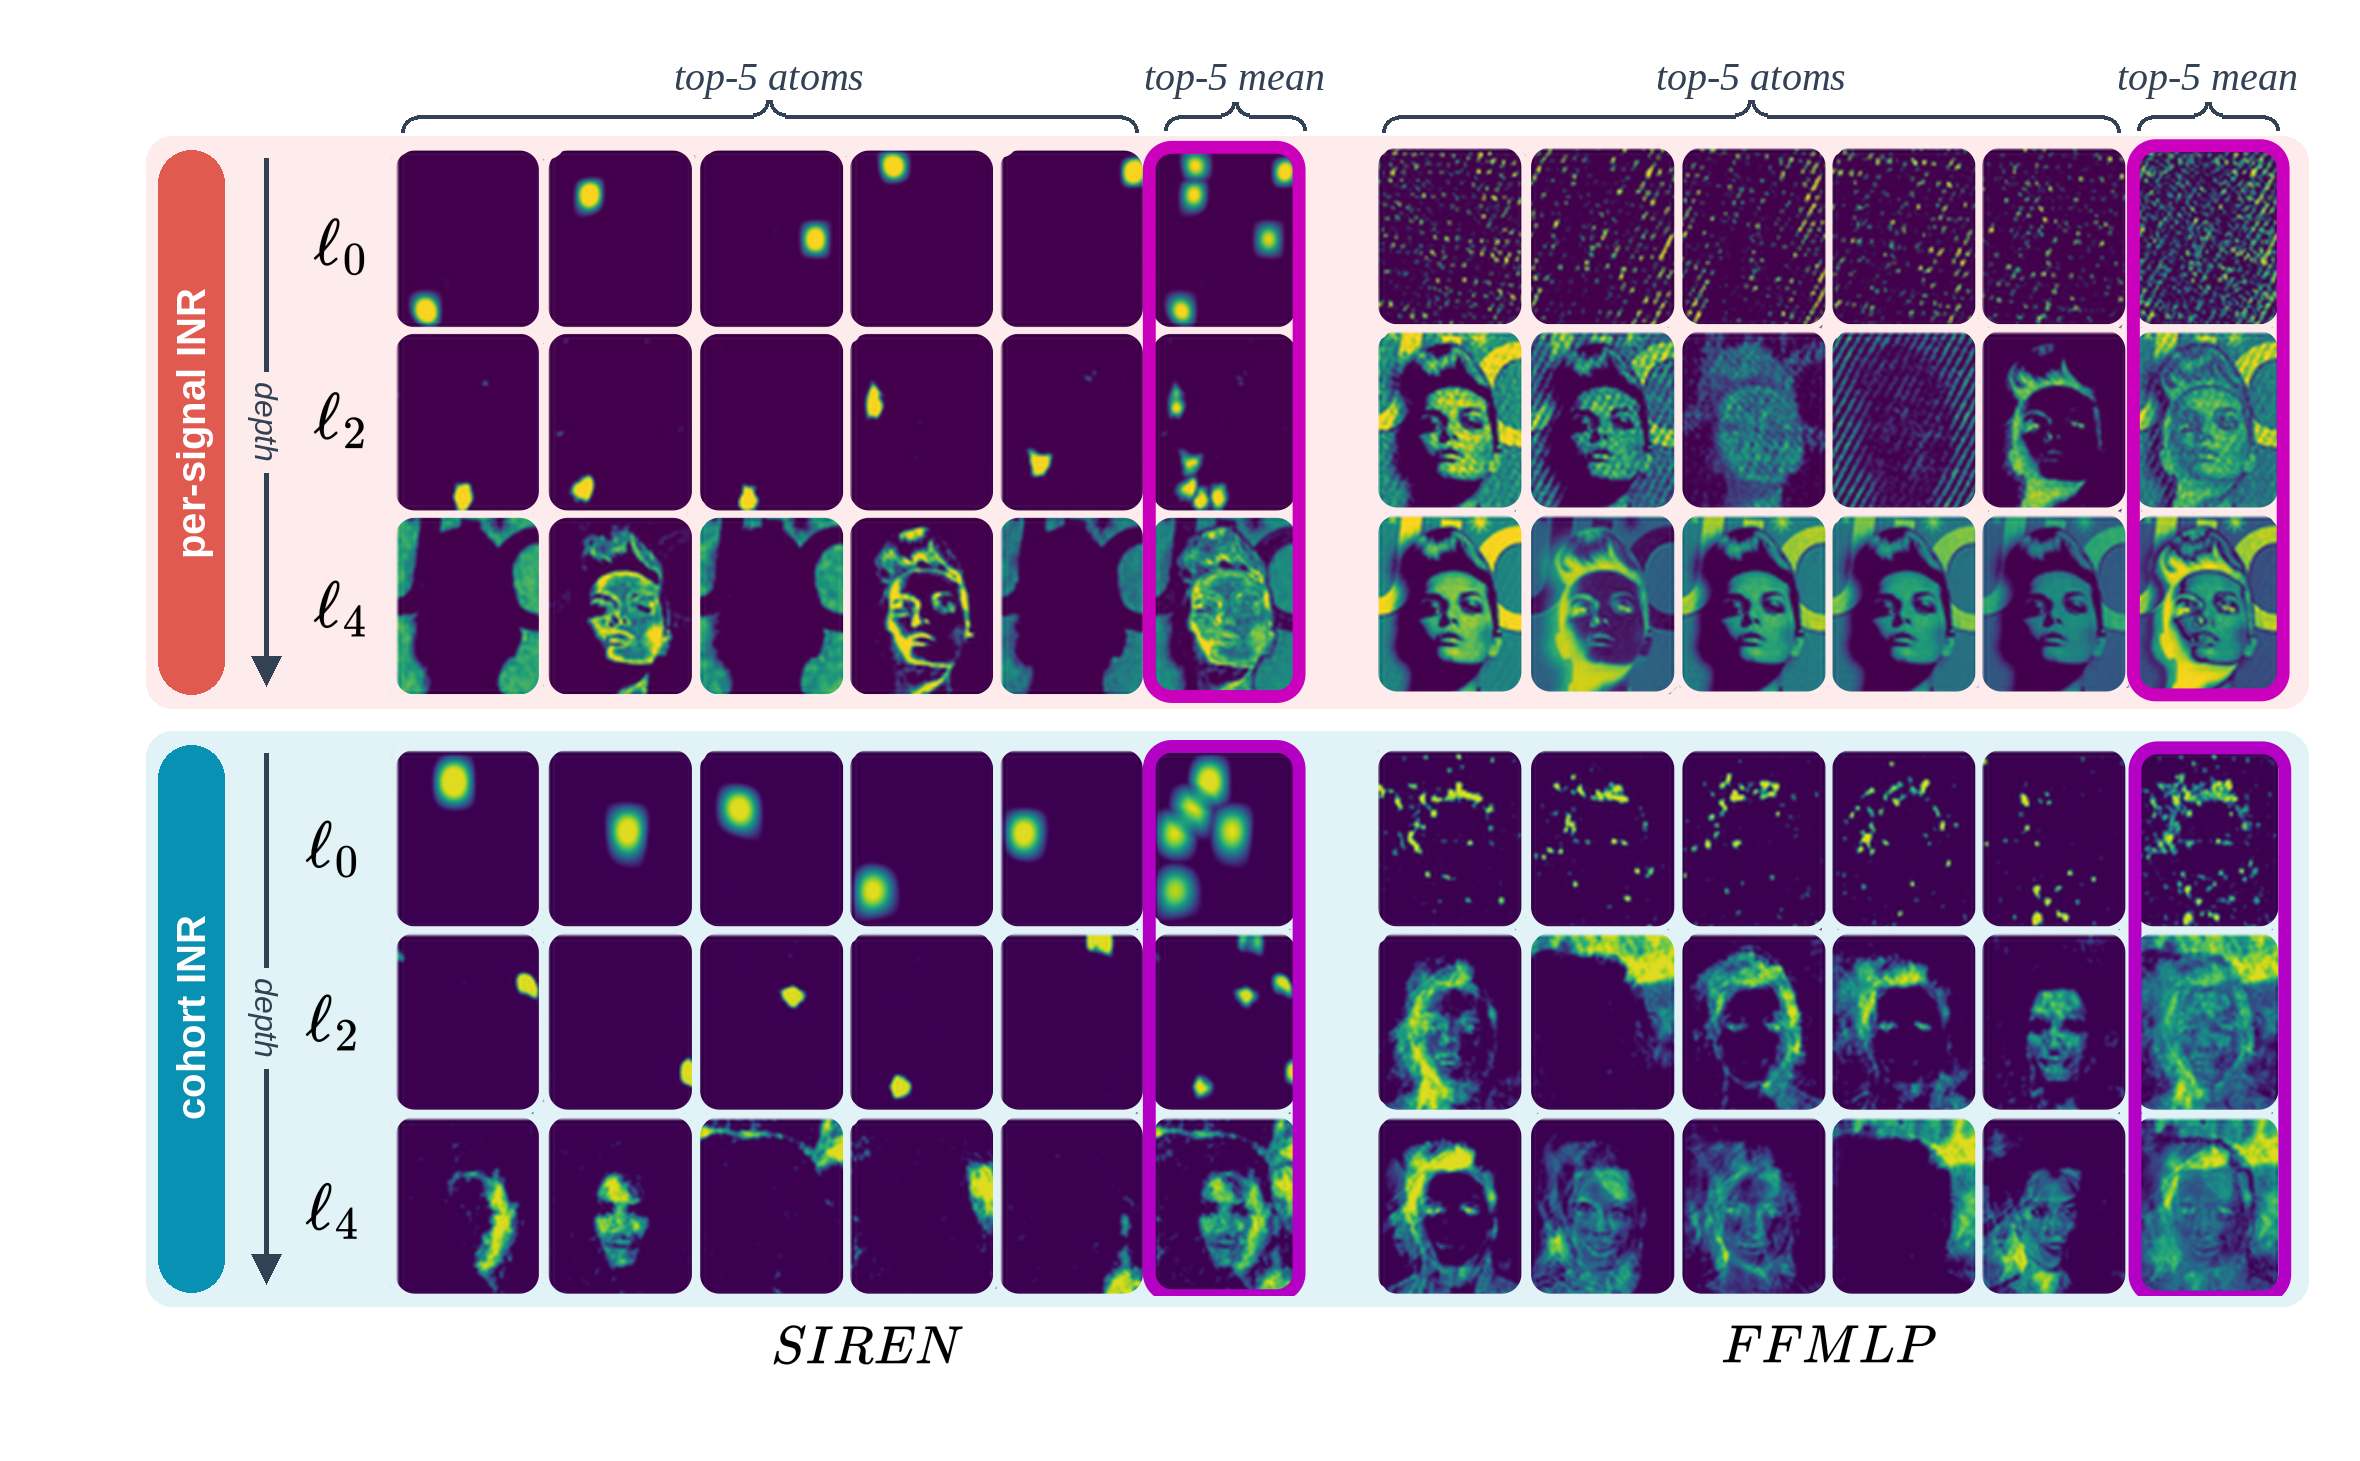 top-5 atoms top-5 mean top-5 atoms top-5 mean
per-signal INR
depth
ℓ0
ℓ2
ℓ4
cohort INR
depth
ℓ0
ℓ2
ℓ4
SIREN FFMLP